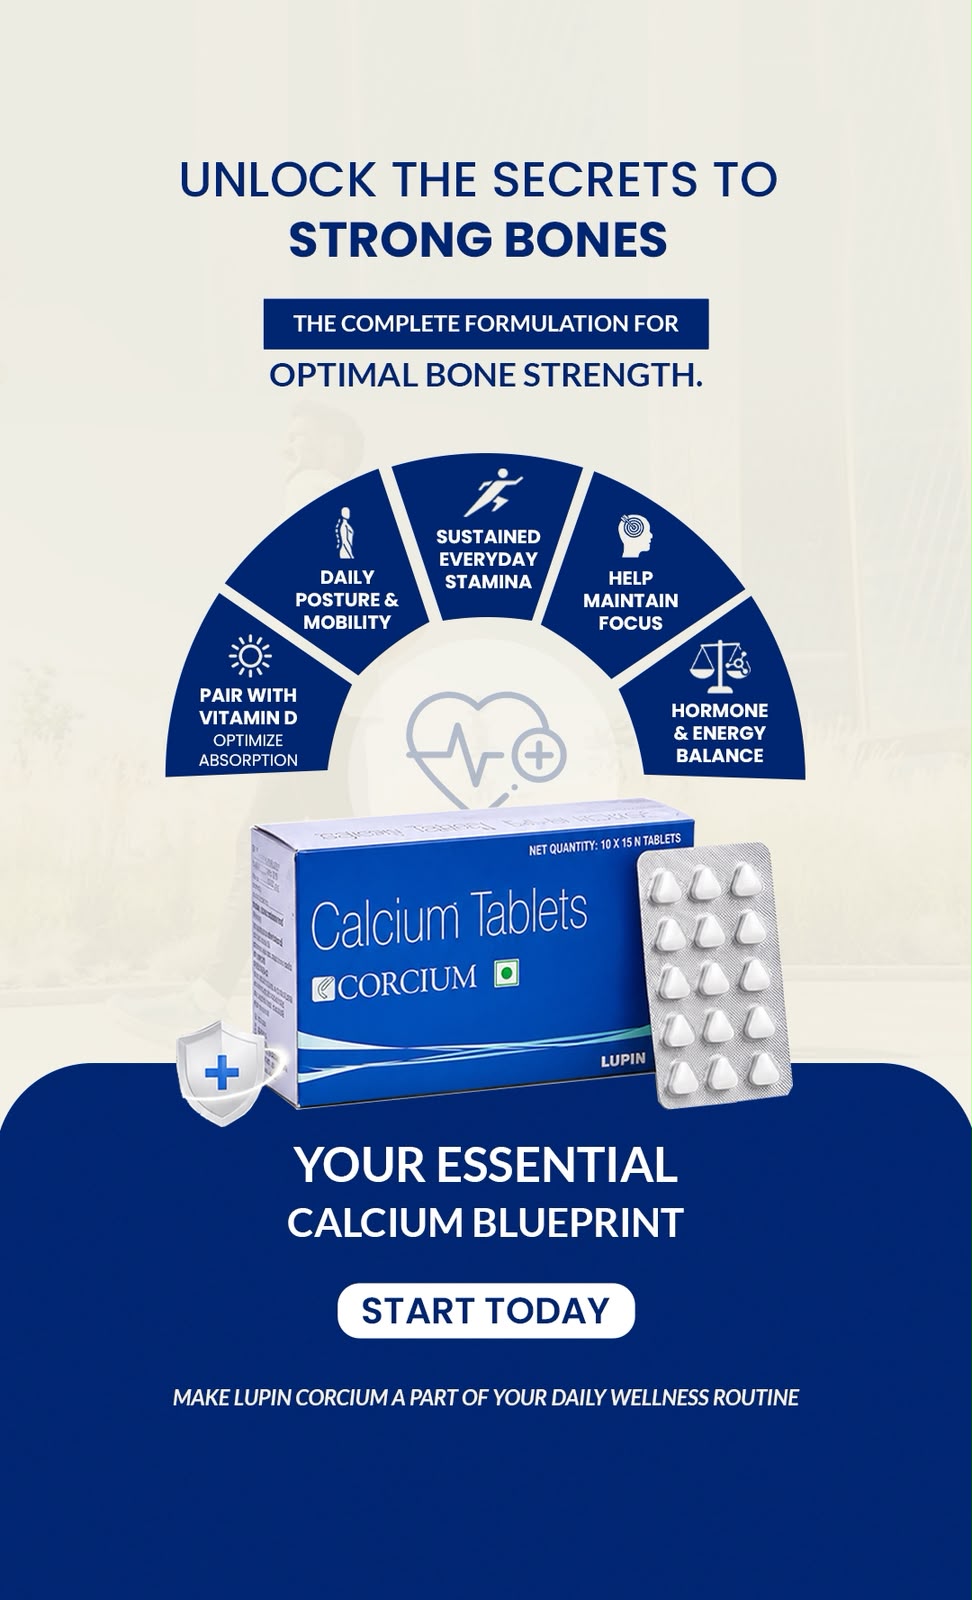 UNLOCK THE SECRETS TO
STRONG BONES
THE COMPLETE FORMULATION FOR
OPTIMAL BONE STRENGTH.
PAIR WITH
VITAMIN D
OPTIMIZE
ABSORPTION
DAILY
POSTURE &
MOBILITY
SUSTAINED
EVERYDAY
STAMINA
HELP
MAINTAIN
FOCUS
HORMONE
& ENERGY
BALANCE
NET QUANTITY: 10 X 15 N TABLETS
Calcium Tablets
CORCIUM
LUPIN
YOUR ESSENTIAL
CALCIUM BLUEPRINT
START TODAY
MAKE LUPIN CORCIUM A PART OF YOUR DAILY WELLNESS ROUTINE